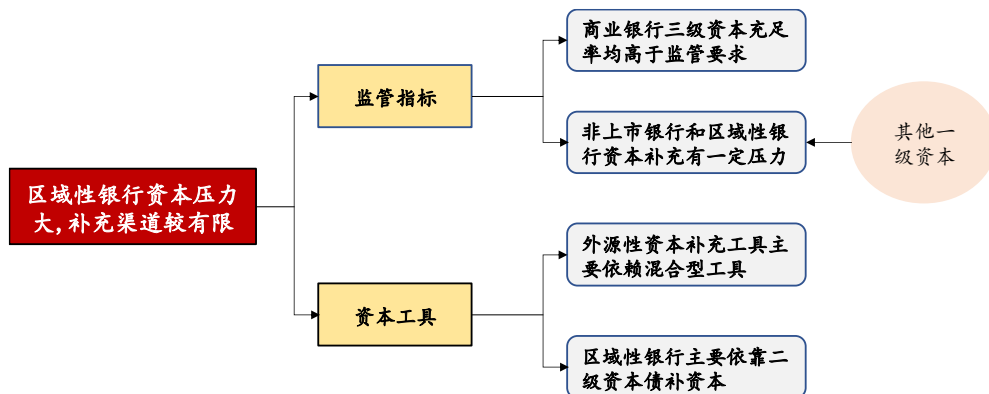 商业银行三级资本充足
率均高于监管要求
监管指标
非上市银行和区域性银
行资本补充有一定压力
其他一
级资本
区域性银行资本压力
大,补充渠道较有限
外源性资本补充工具主
要依赖混合型工具
资本工具
区域性银行主要依靠二
级资本债补资本